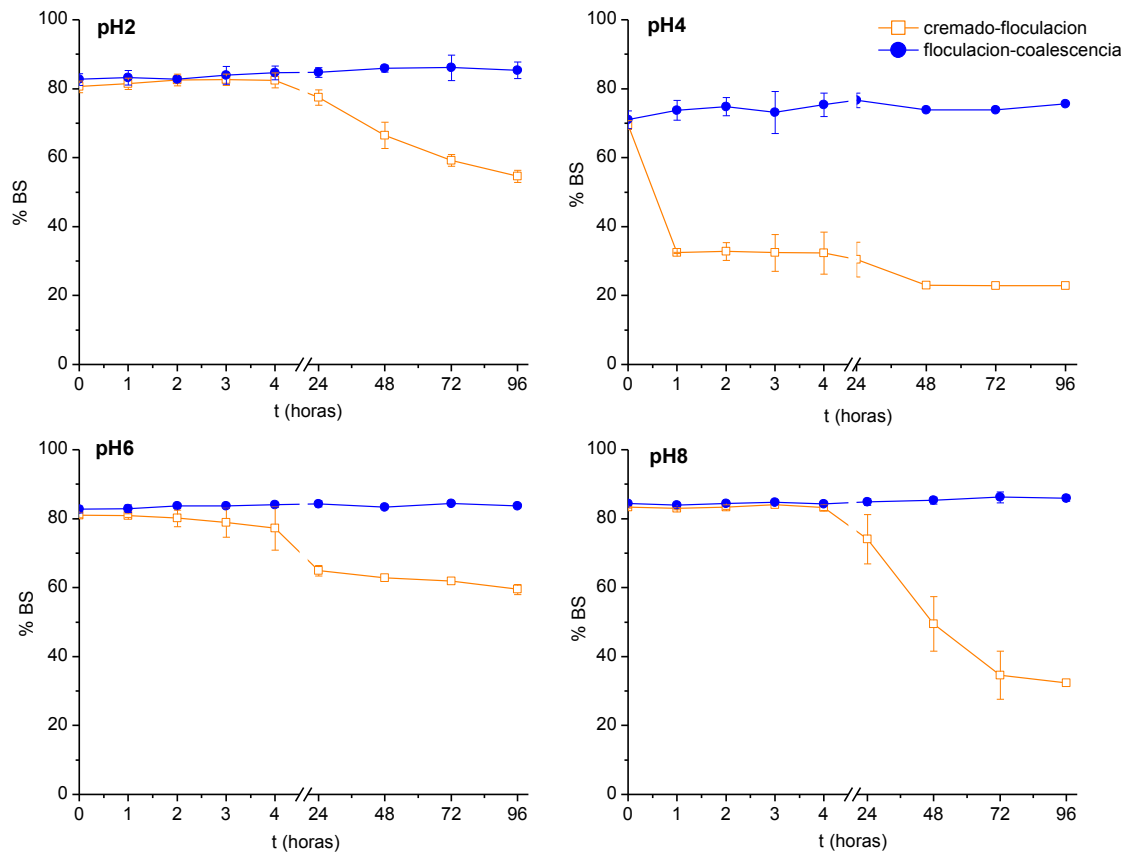 pH2
100
80
60
40
20
0
% BS
0 1 2 3 4 24 48 72 96
t (horas)
pH4
cremado-floculacion
floculacion-coalescencia
100
80
60
40
20
0
% BS
0 1 2 3 4 24 48 72 96
t (horas)
pH6
100
80
60
40
20
0
% BS
0 1 2 3 4 24 48 72 96
t (horas)
pH8
100
80
60
40
20
0
% BS
0 1 2 3 4 24 48 72 96
t (horas)